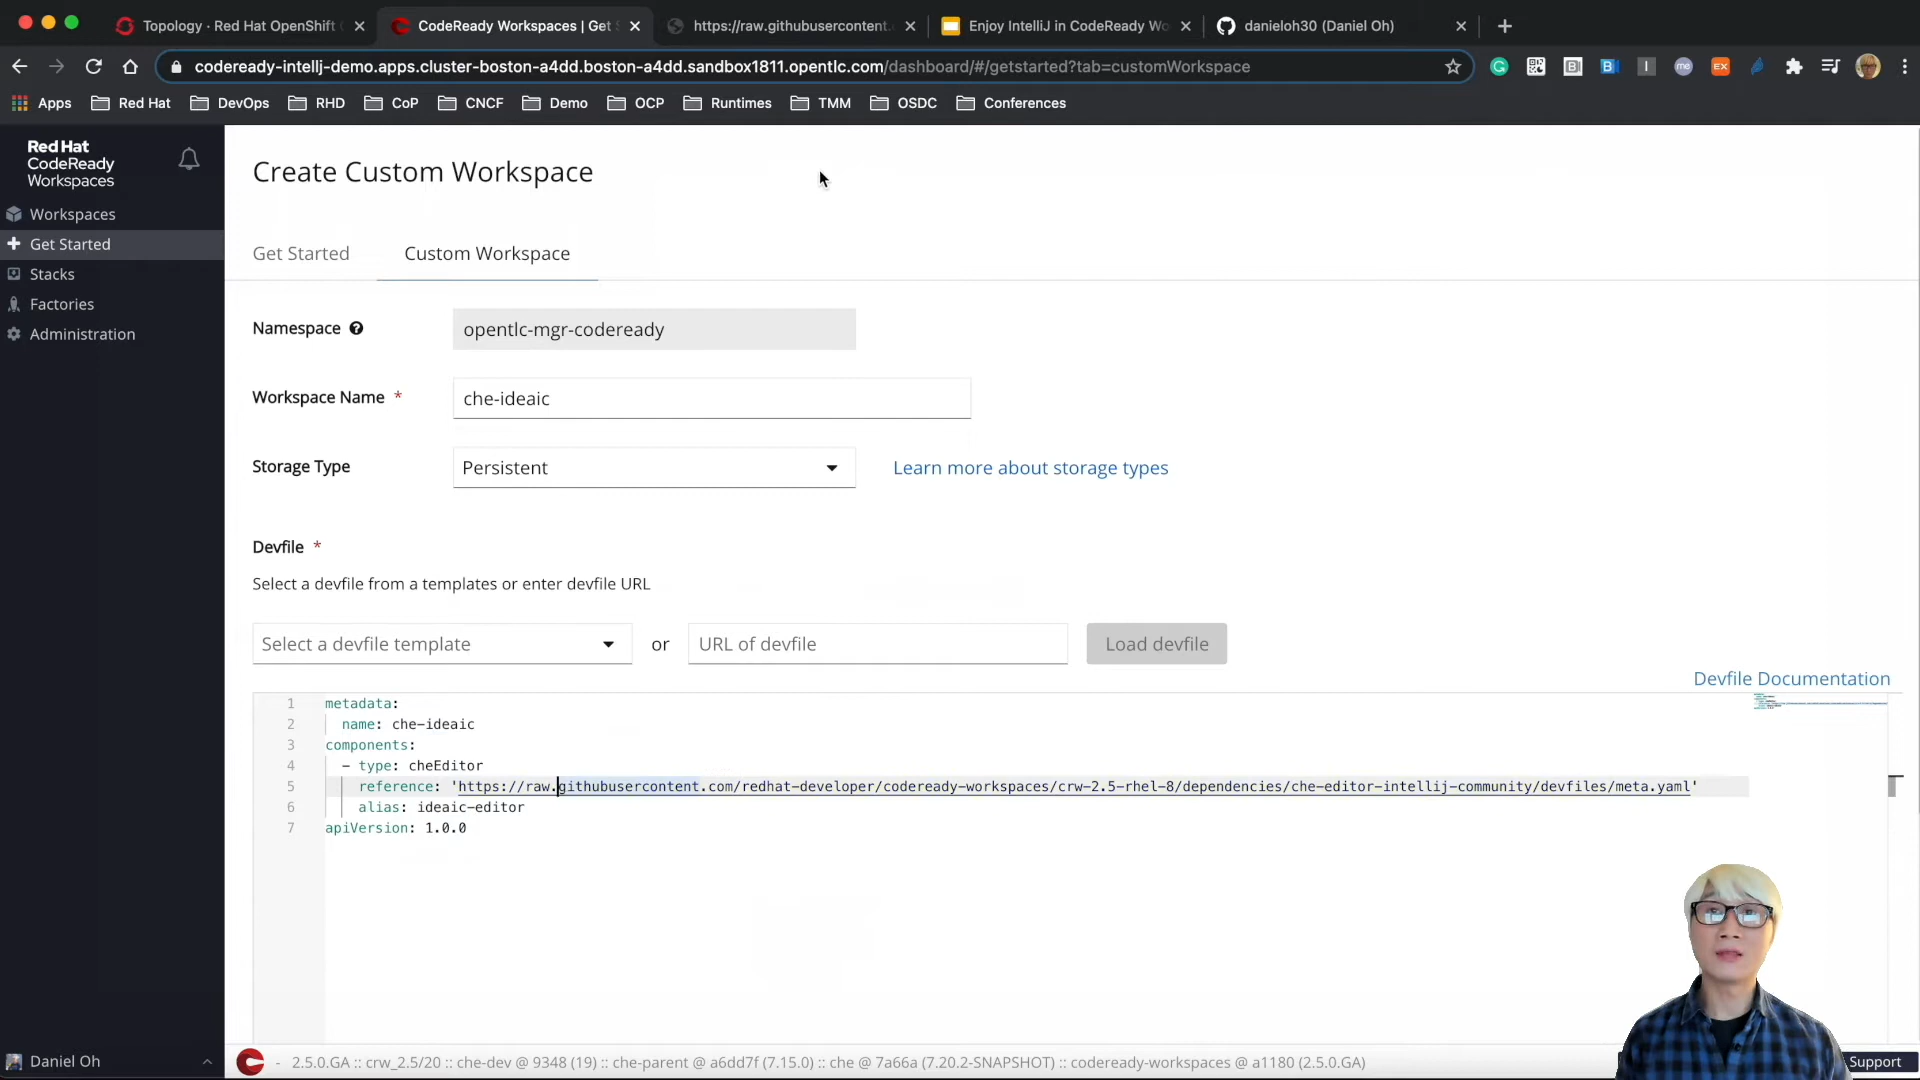 Topology · Red Hat OpenShift
CodeReady Workspaces | Get S
https://raw.githubusercontent.
Enjoy IntelliJ in CodeReady Wo
danieloh30 (Daniel Oh)
codeready-intellj-demo.apps.cluster-boston-a4dd.boston-a4dd.sandbox1811.opentlc.com/dashboard/#/getstarted?tab=customWorkspace
Apps
Red Hat
DevOps
RHD
CoP
CNCF
Demo
OCP
Runtimes
TMM
OSDC
Conferences
Red Hat
CodeReady
Workspaces
Workspaces
Get Started
Stacks
Factories
Administration
Create Custom Workspace
Get Started
Custom Workspace
Namespace
opentlc-mgr-codeready
Workspace Name *
che-ideaic
Storage Type
Persistent
Learn more about storage types
Devfile *
Select a devfile from a templates or enter devfile URL
Select a devfile template
or
URL of devfile
Load devfile
Devfile Documentation
1 metadata:
2 name: che-ideaic
3 components:
4 - type: cheEditor
5 reference: 'https://raw.githubusercontent.com/redhat-developer/codeready-workspaces/crw-2.5-rhel-8/dependencies/che-editor-intellij-community/devfiles/meta.yaml'
6 alias: ideaic-editor
7 apiVersion: 1.0.0
Daniel Oh
- 2.5.0.GA :: crw_2.5/20 :: che-dev @ 9348 (19) :: che-parent @ a6dd7f (7.15.0) :: che @ 7a66a (7.20.2-SNAPSHOT) :: codeready-workspaces @ a1180 (2.5.0.GA)
Support